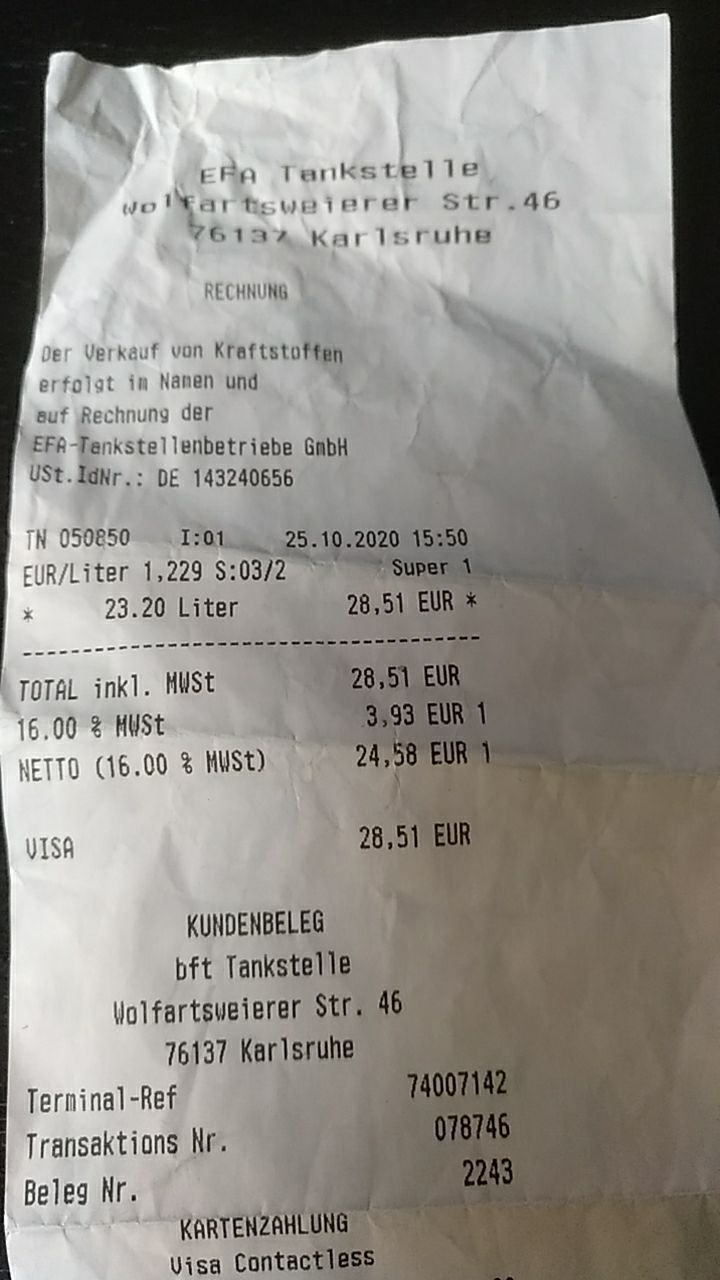 EFA Tankstelle
Wolfartsweierer Str.46
76137 Karlsruhe
RECHNUNG
Der Verkauf von Kraftstoffen
erfolgt im Namen und
auf Rechnung der
EFA-Tankstellenbetriebe GmbH
USt.IdNr.: DE 143240656
TN 050850 I:01 25.10.2020 15:50
EUR/Liter 1,229 S:03/2 Super 1
* 23.20 Liter 28,51 EUR *
----------------------------------------
TOTAL inkl. MWSt 28,51 EUR
16.00 % MWSt 3,93 EUR 1
NETTO (16.00 % MWSt) 24,58 EUR 1
VISA 28,51 EUR
KUNDENBELEG
bft Tankstelle
Wolfartsweierer Str. 46
76137 Karlsruhe
Terminal-Ref 74007142
Transaktions Nr. 078746
Beleg Nr. 2243
KARTENZAHLUNG
Visa Contactless